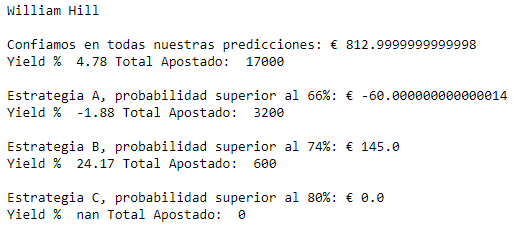 William Hill
Confiamos en todas nuestras predicciones: € 812.9999999999998
Yield %  4.78 Total Apostado:  17000
Estrategia A, probabilidad superior al 66%: € -60.000000000000014
Yield %  -1.88 Total Apostado:  3200
Estrategia B, probabilidad superior al 74%: € 145.0
Yield %  24.17 Total Apostado:  600
Estrategia C, probabilidad superior al 80%: € 0.0
Yield %  nan Total Apostado:  0